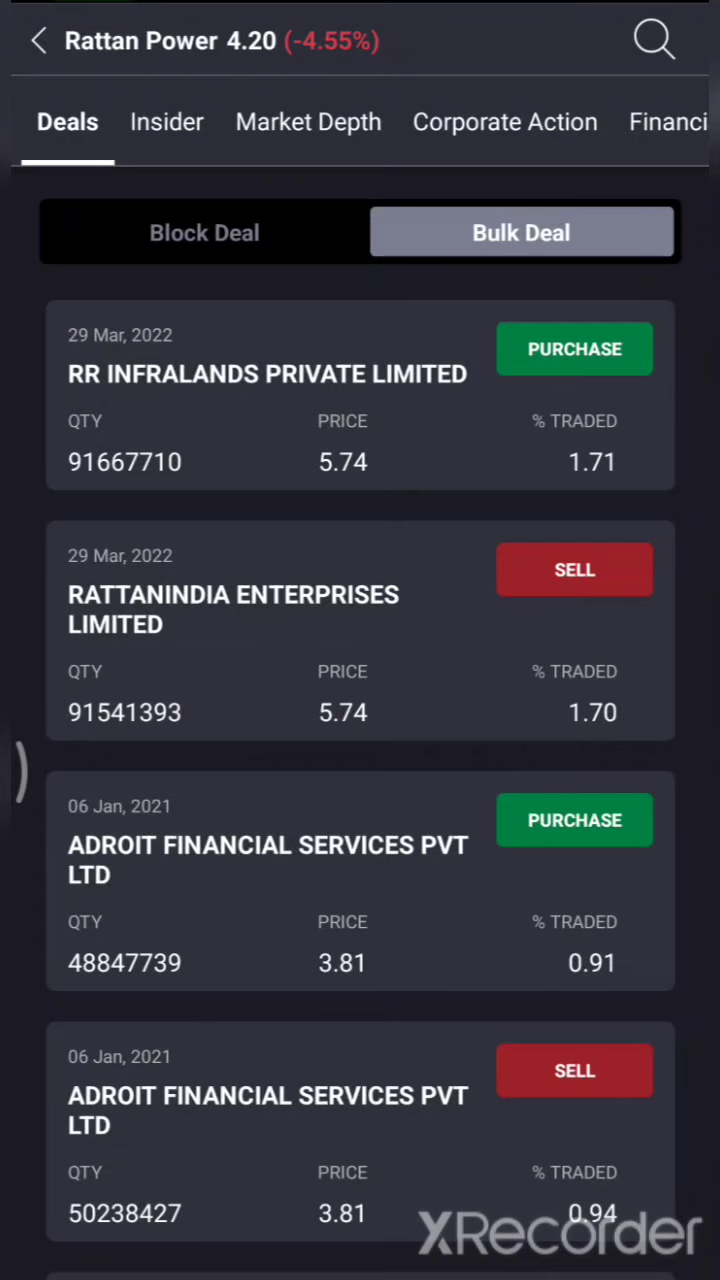 Rattan Power 4.20 (-4.55%)
Deals Insider Market Depth Corporate Action Financi
Block Deal Bulk Deal
29 Mar, 2022
PURCHASE
RR INFRALANDS PRIVATE LIMITED
QTY PRICE % TRADED
91667710 5.74 1.71
29 Mar, 2022
SELL
RATTANINDIA ENTERPRISES
LIMITED
QTY PRICE % TRADED
91541393 5.74 1.70
06 Jan, 2021
PURCHASE
ADROIT FINANCIAL SERVICES PVT
LTD
QTY PRICE % TRADED
48847739 3.81 0.91
06 Jan, 2021
SELL
ADROIT FINANCIAL SERVICES PVT
LTD
QTY PRICE % TRADED
50238427 3.81 0.94
XRecorder